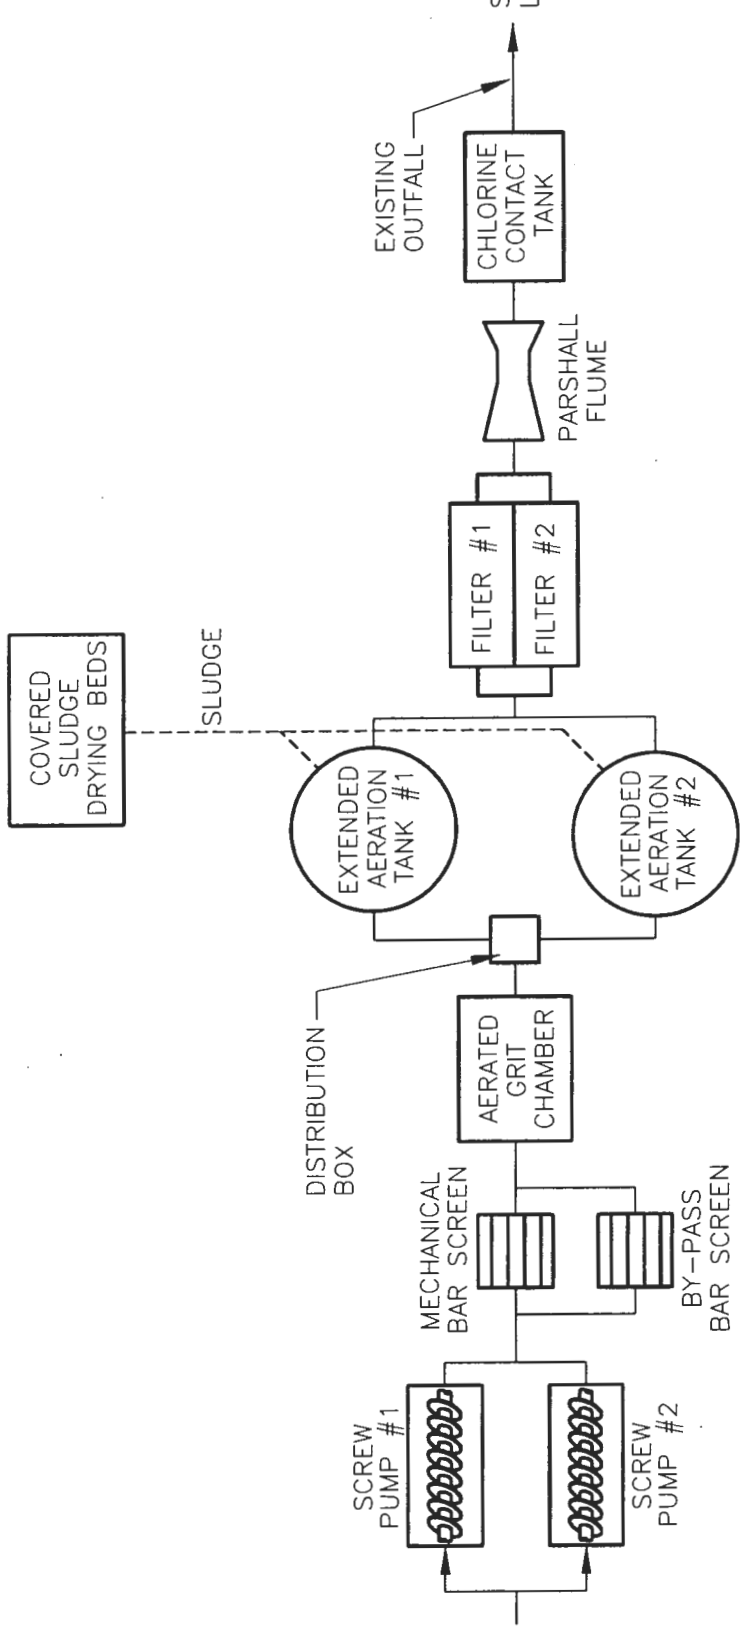 SCREW
PUMP #1
SCREW
PUMP #2
MECHANICAL
BAR SCREEN
BY-PASS
BAR SCREEN
AERATED
GRIT
CHAMBER
DISTRIBUTION
BOX
EXTENDED
AERATION
TANK #1
EXTENDED
AERATION
TANK #2
COVERED
SLUDGE
DRYING BEDS
SLUDGE
FILTER #1
FILTER #2
PARSHALL
FLUME
CHLORINE
CONTACT
TANK
EXISTING
OUTFALL